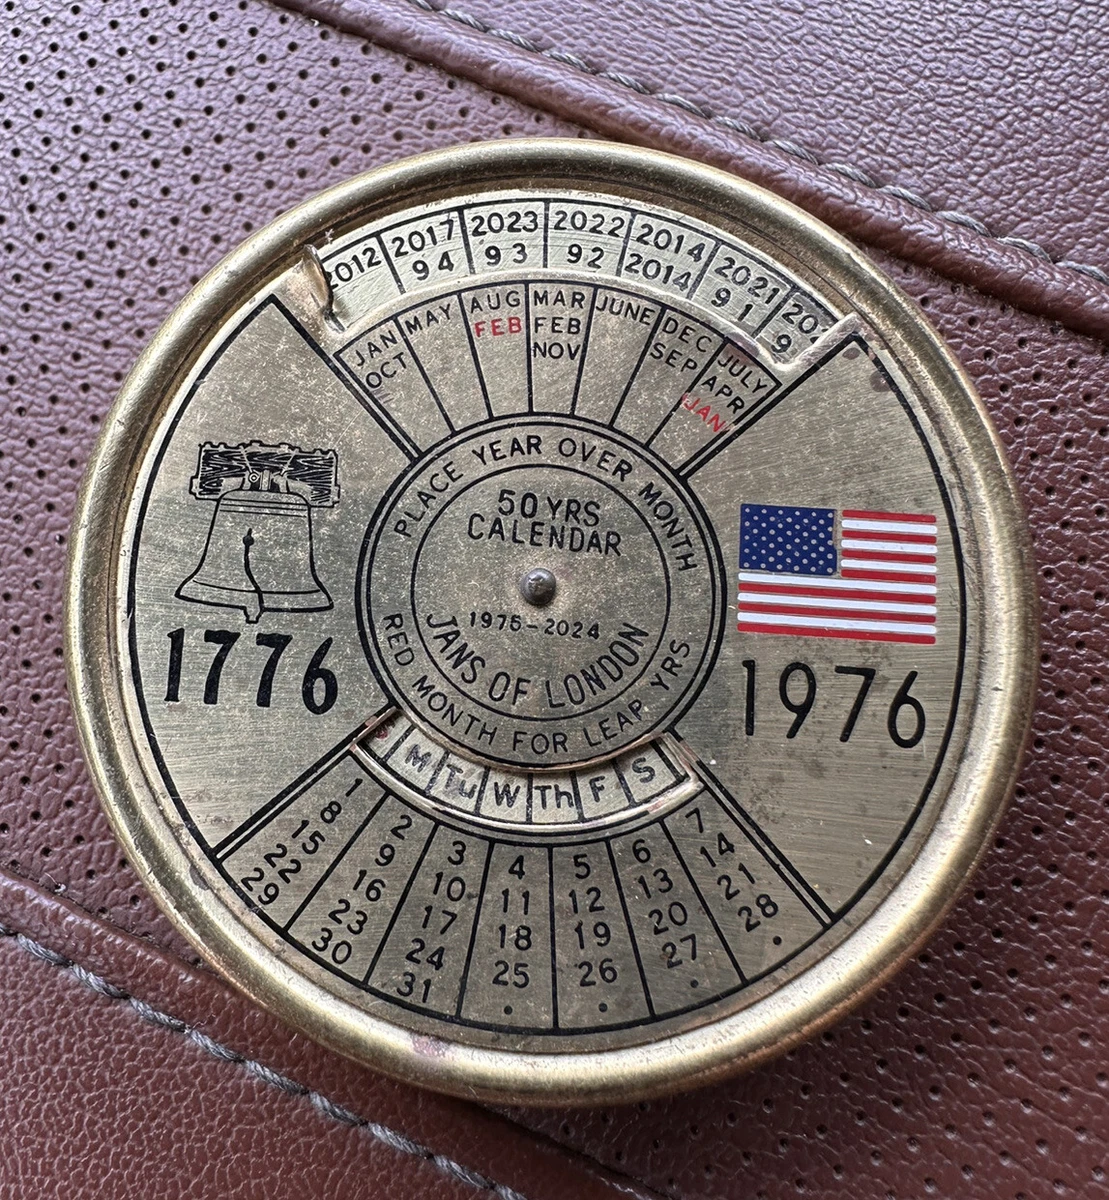 2012 2017 2023 2022 2014 2021
94 93 92 2014 91 9
JAN MAY AUG MAR JUNE DEC JULY
OCT FEB FEB SEP APR
NOV JAN
PLACE YEAR OVER MONTH
50 YRS
CALENDAR
1975-2024
JANS OF LONDON
RED MONTH FOR LEAP YRS
1776
1976
S M Tu W Th F S
1 2 3 4 5 6 7
8 9 10 11 12 13 14
15 16 17 18 19 20 21
22 23 24 25 26 27 28
29 30 31